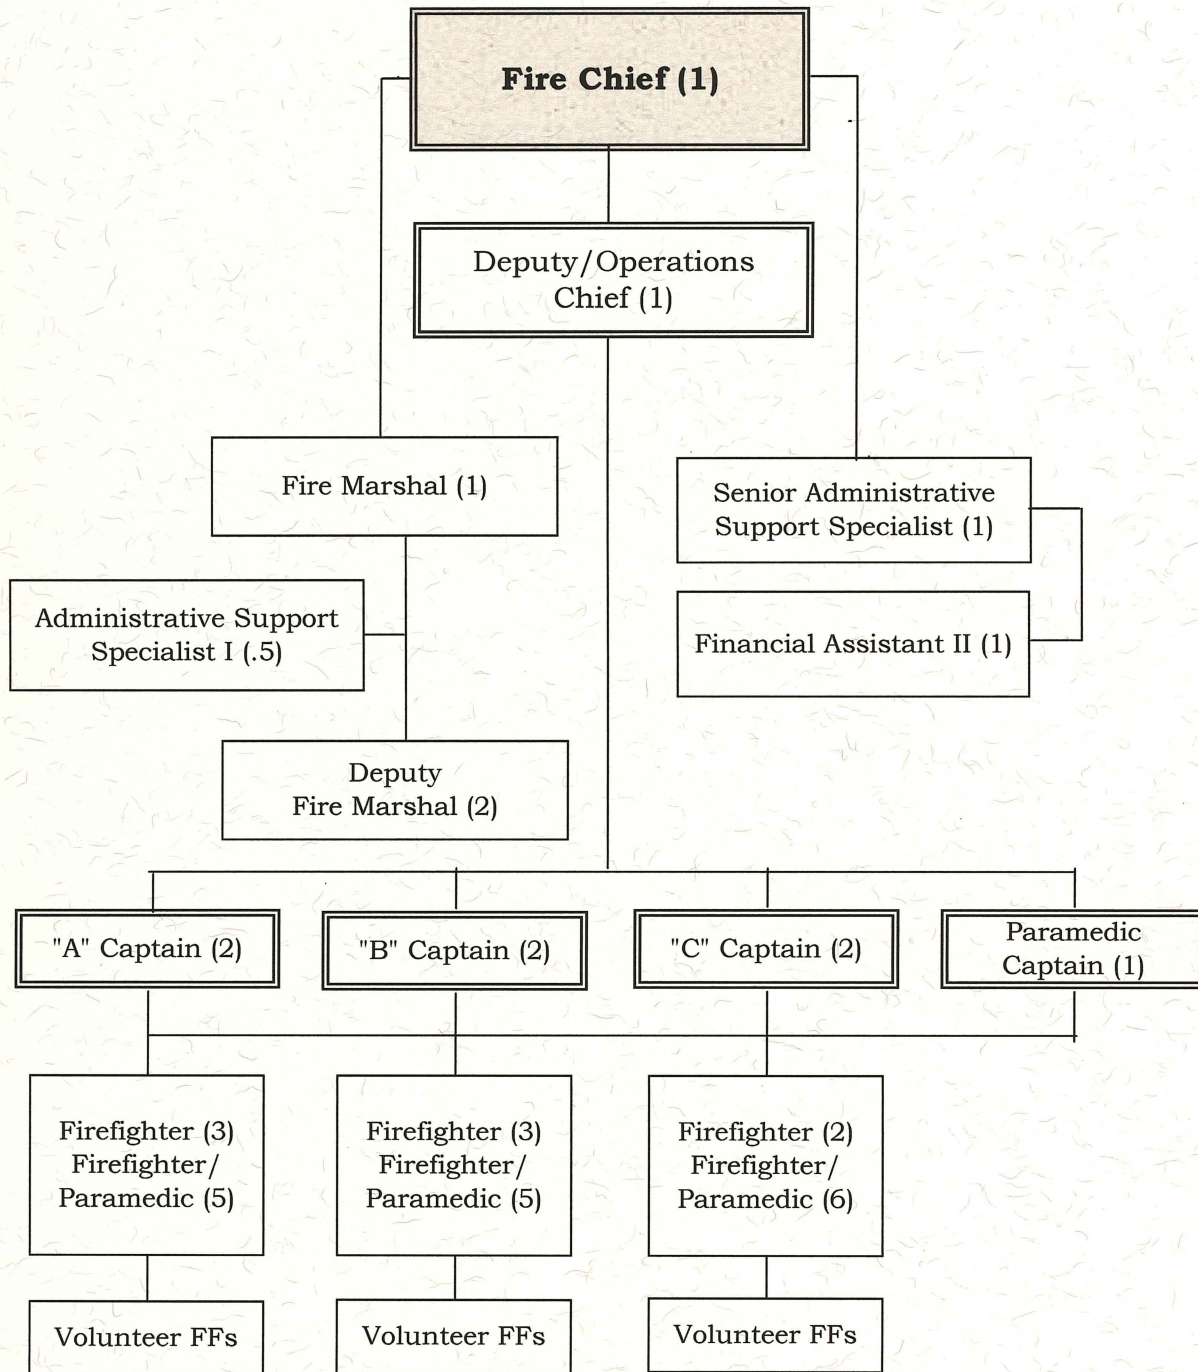 Fire Chief (1)
Deputy/Operations
Chief (1)
Fire Marshal (1)
Senior Administrative
Support Specialist (1)
Administrative Support
Specialist I (.5)
Financial Assistant II (1)
Deputy
Fire Marshal (2)
"A" Captain (2)
"B" Captain (2)
"C" Captain (2)
Paramedic
Captain (1)
Firefighter (3)
Firefighter/
Paramedic (5)
Firefighter (3)
Firefighter/
Paramedic (5)
Firefighter (2)
Firefighter/
Paramedic (6)
Volunteer FFs
Volunteer FFs
Volunteer FFs